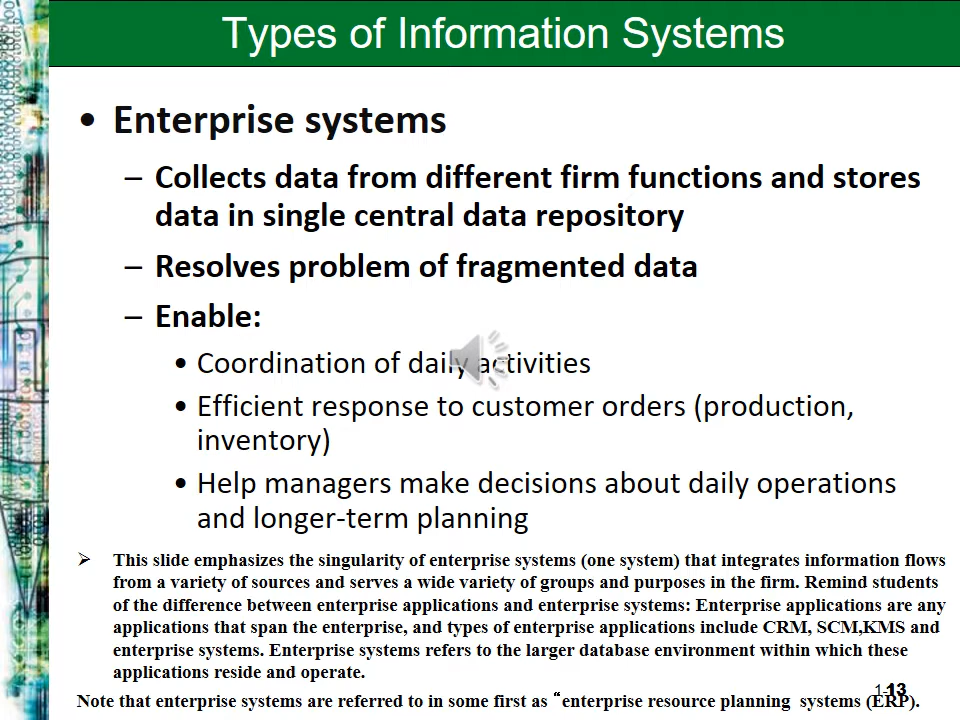 Types of Information Systems
• Enterprise systems
– Collects data from different firm functions and stores
data in single central data repository
– Resolves problem of fragmented data
– Enable:
• Coordination of daily activities
• Efficient response to customer orders (production,
inventory)
• Help managers make decisions about daily operations
and longer-term planning
➢ This slide emphasizes the singularity of enterprise systems (one system) that integrates information flows
from a variety of sources and serves a wide variety of groups and purposes in the firm. Remind students
of the difference between enterprise applications and enterprise systems: Enterprise applications are any
applications that span the enterprise, and types of enterprise applications include CRM, SCM,KMS and
enterprise systems. Enterprise systems refers to the larger database environment within which these
applications reside and operate.
1-13
Note that enterprise systems are referred to in some first as “enterprise resource planning systems (ERP).